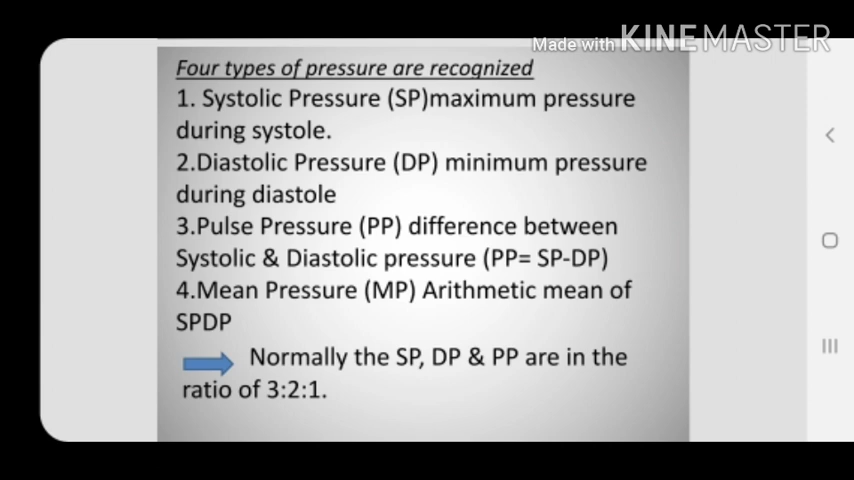 Made with KINEMASTER
Four types of pressure are recognized
1. Systolic Pressure (SP)maximum pressure
during systole.
2.Diastolic Pressure (DP) minimum pressure
during diastole
3.Pulse Pressure (PP) difference between
Systolic & Diastolic pressure (PP= SP-DP)
4.Mean Pressure (MP) Arithmetic mean of
SPDP
Normally the SP, DP & PP are in the
ratio of 3:2:1.